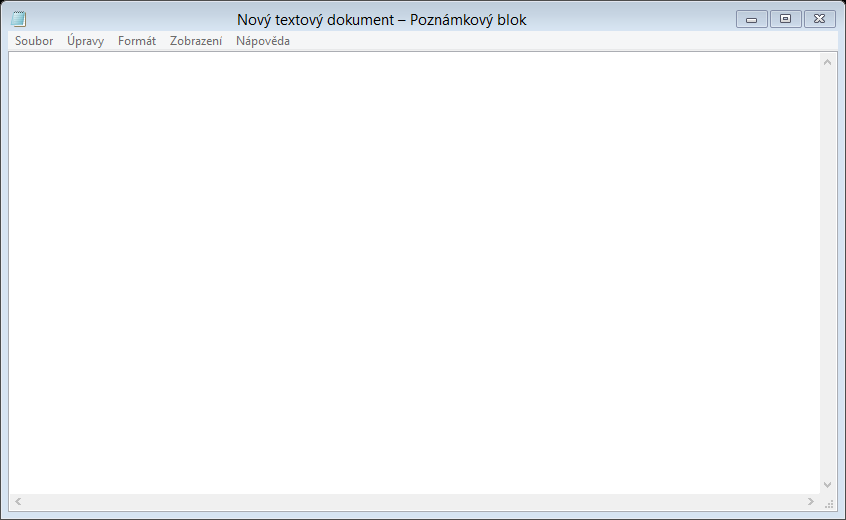 Nový textový dokument – Poznámkový blok
Soubor Úpravy Formát Zobrazení Nápověda